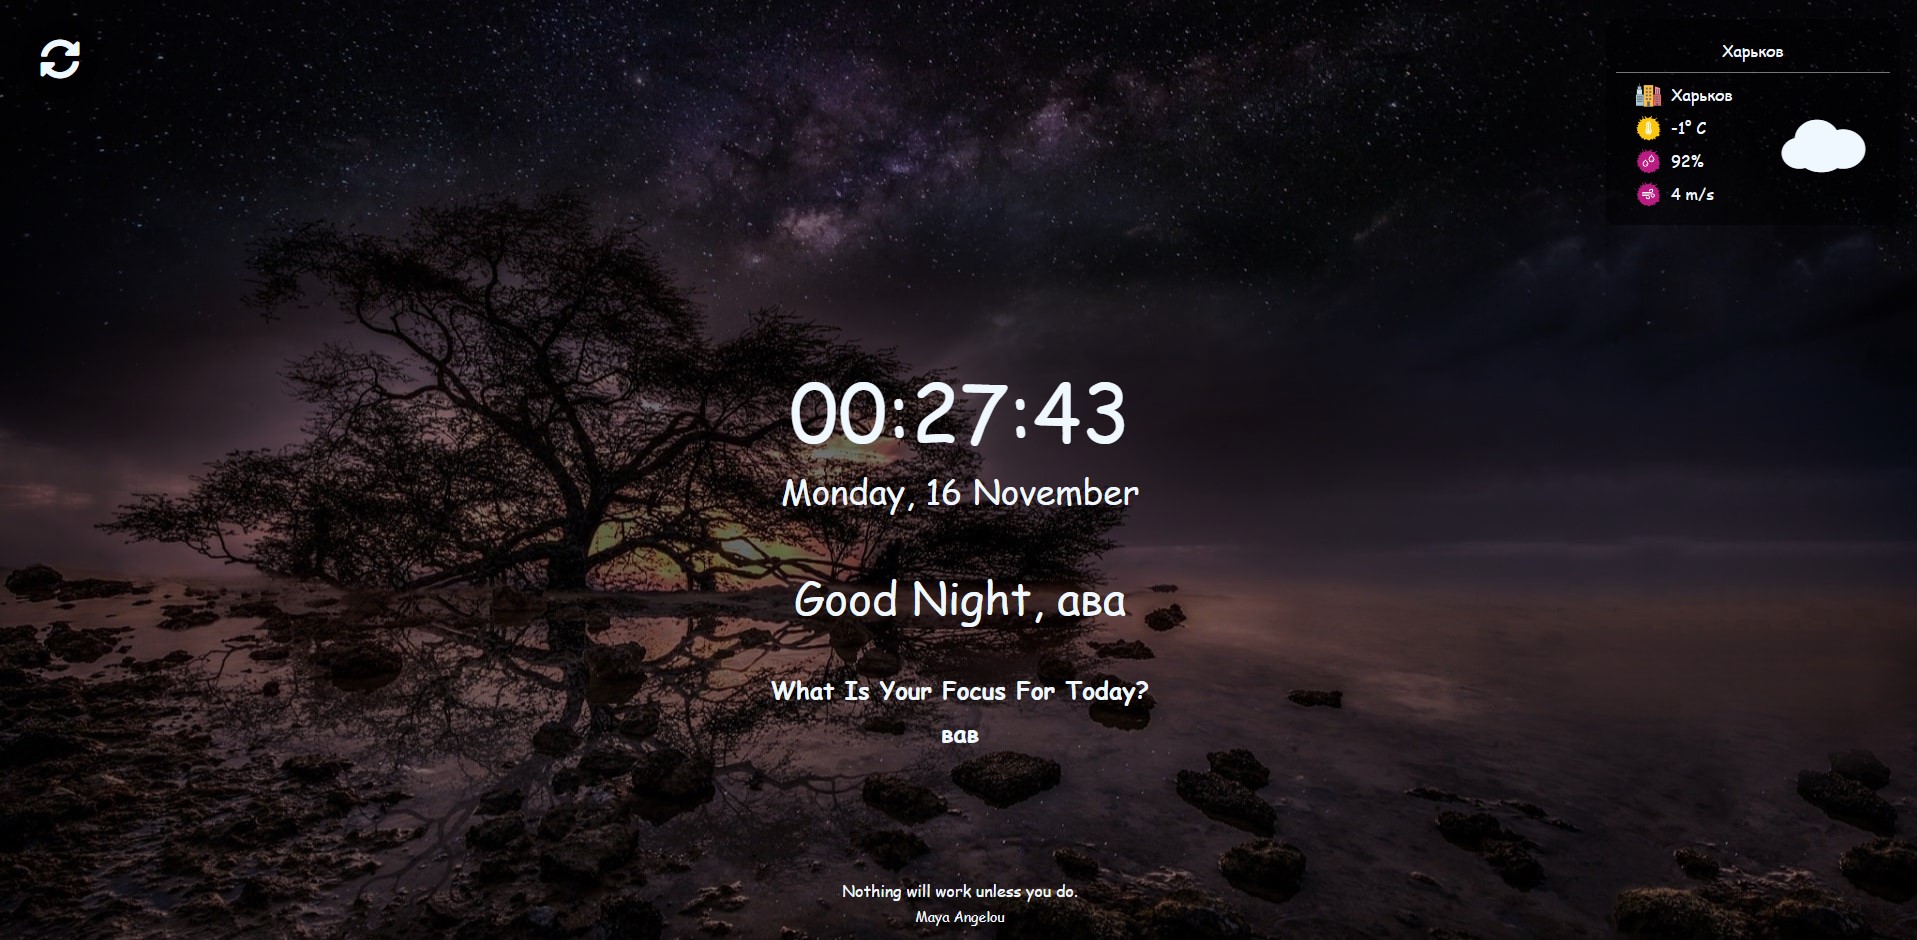 Харьков
Харьков
-1° C
92%
4 m/s
00:27:43
Monday, 16 November
Good Night, ава
What Is Your Focus For Today?
вав
Nothing will work unless you do.
Maya Angelou